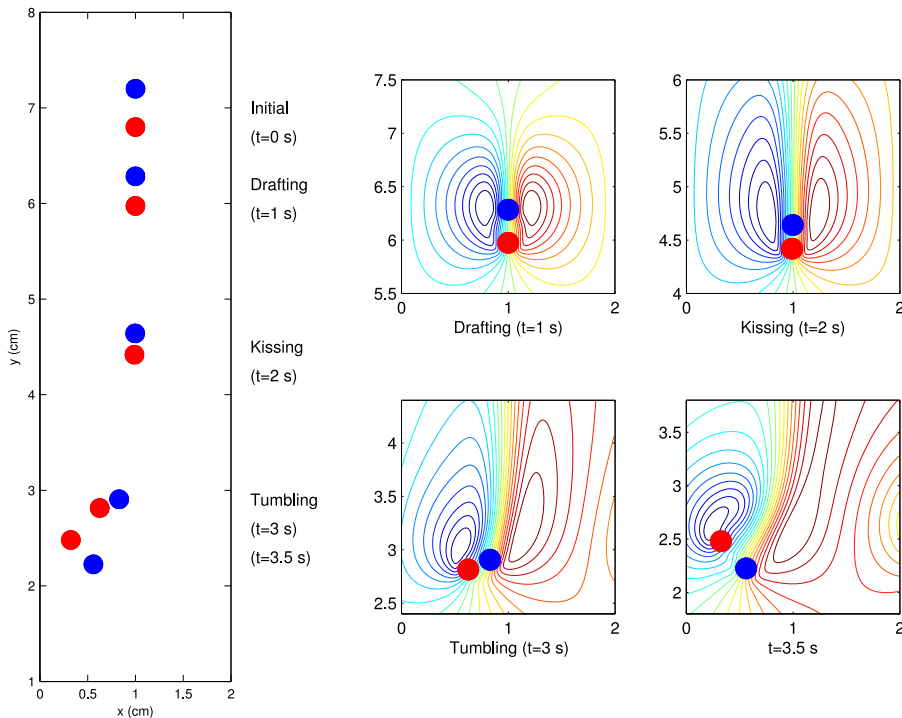 8
7
6
5
4
3
2
1
y (cm)
0
0.5
1
1.5
2
x (cm)
Initial
(t=0 s)
Drafting
(t=1 s)
Kissing
(t=2 s)
Tumbling
(t=3 s)
(t=3.5 s)
7.5
7
6.5
6
5.5
0
1
2
Drafting (t=1 s)
6
5.5
5
4.5
4
0
1
2
Kissing (t=2 s)
4
3.5
3
2.5
0
1
2
Tumbling (t=3 s)
3.5
3
2.5
2
0
1
2
t=3.5 s